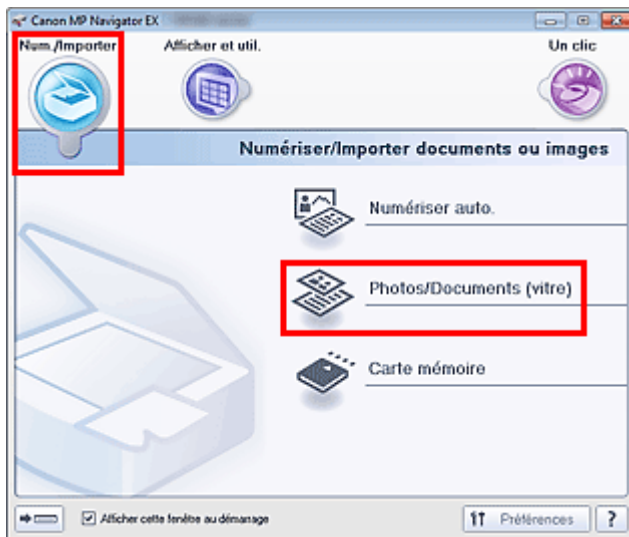 Canon MP Navigator EX
Num./Importer
Afficher et util.
Un clic
Numériser/Importer documents ou images
Numériser auto.
Photos/Documents (vitre)
Carte mémoire
Afficher cette fenêtre au démarrage
Préférences
?